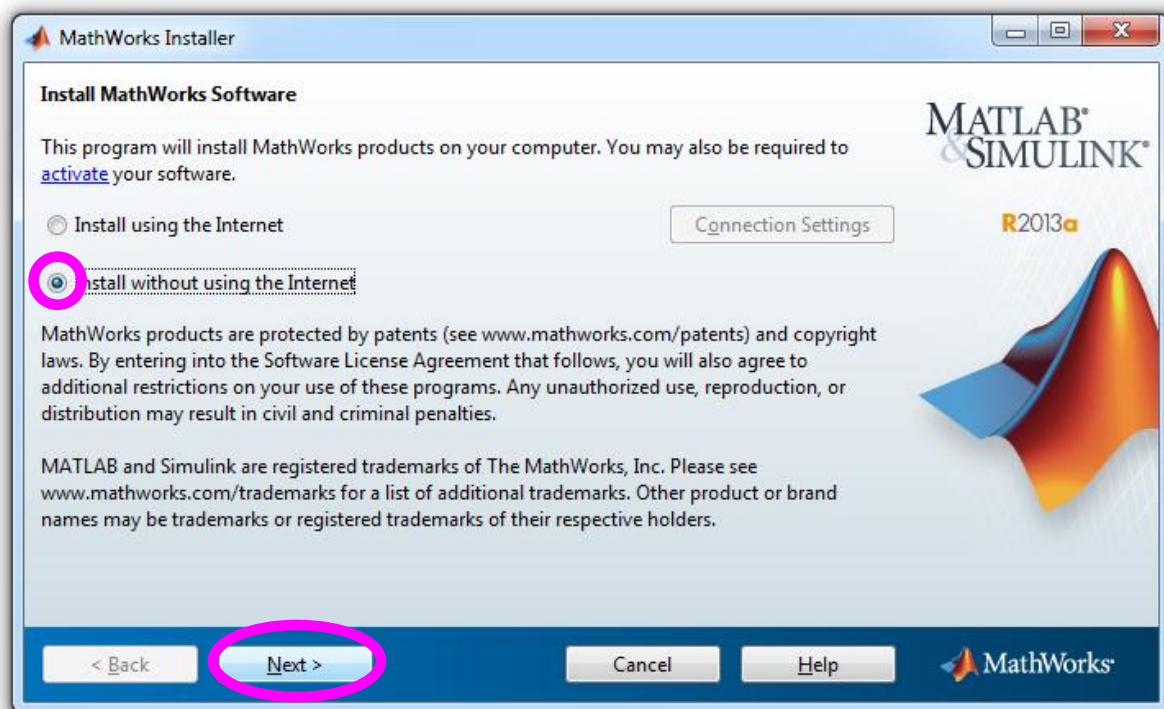 MathWorks Installer
Install MathWorks Software
This program will install MathWorks products on your computer. You may also be required to
activate your software.
Install using the Internet
Connection Settings
Install without using the Internet
MathWorks products are protected by patents (see www.mathworks.com/patents) and copyright
laws. By entering into the Software License Agreement that follows, you will also agree to
additional restrictions on your use of these programs. Any unauthorized use, reproduction, or
distribution may result in civil and criminal penalties.
MATLAB and Simulink are registered trademarks of The MathWorks, Inc. Please see
www.mathworks.com/trademarks for a list of additional trademarks. Other product or brand
names may be trademarks or registered trademarks of their respective holders.
MATLAB®
&SIMULINK®
R2013a
< Back
Next >
Cancel
Help
MathWorks®